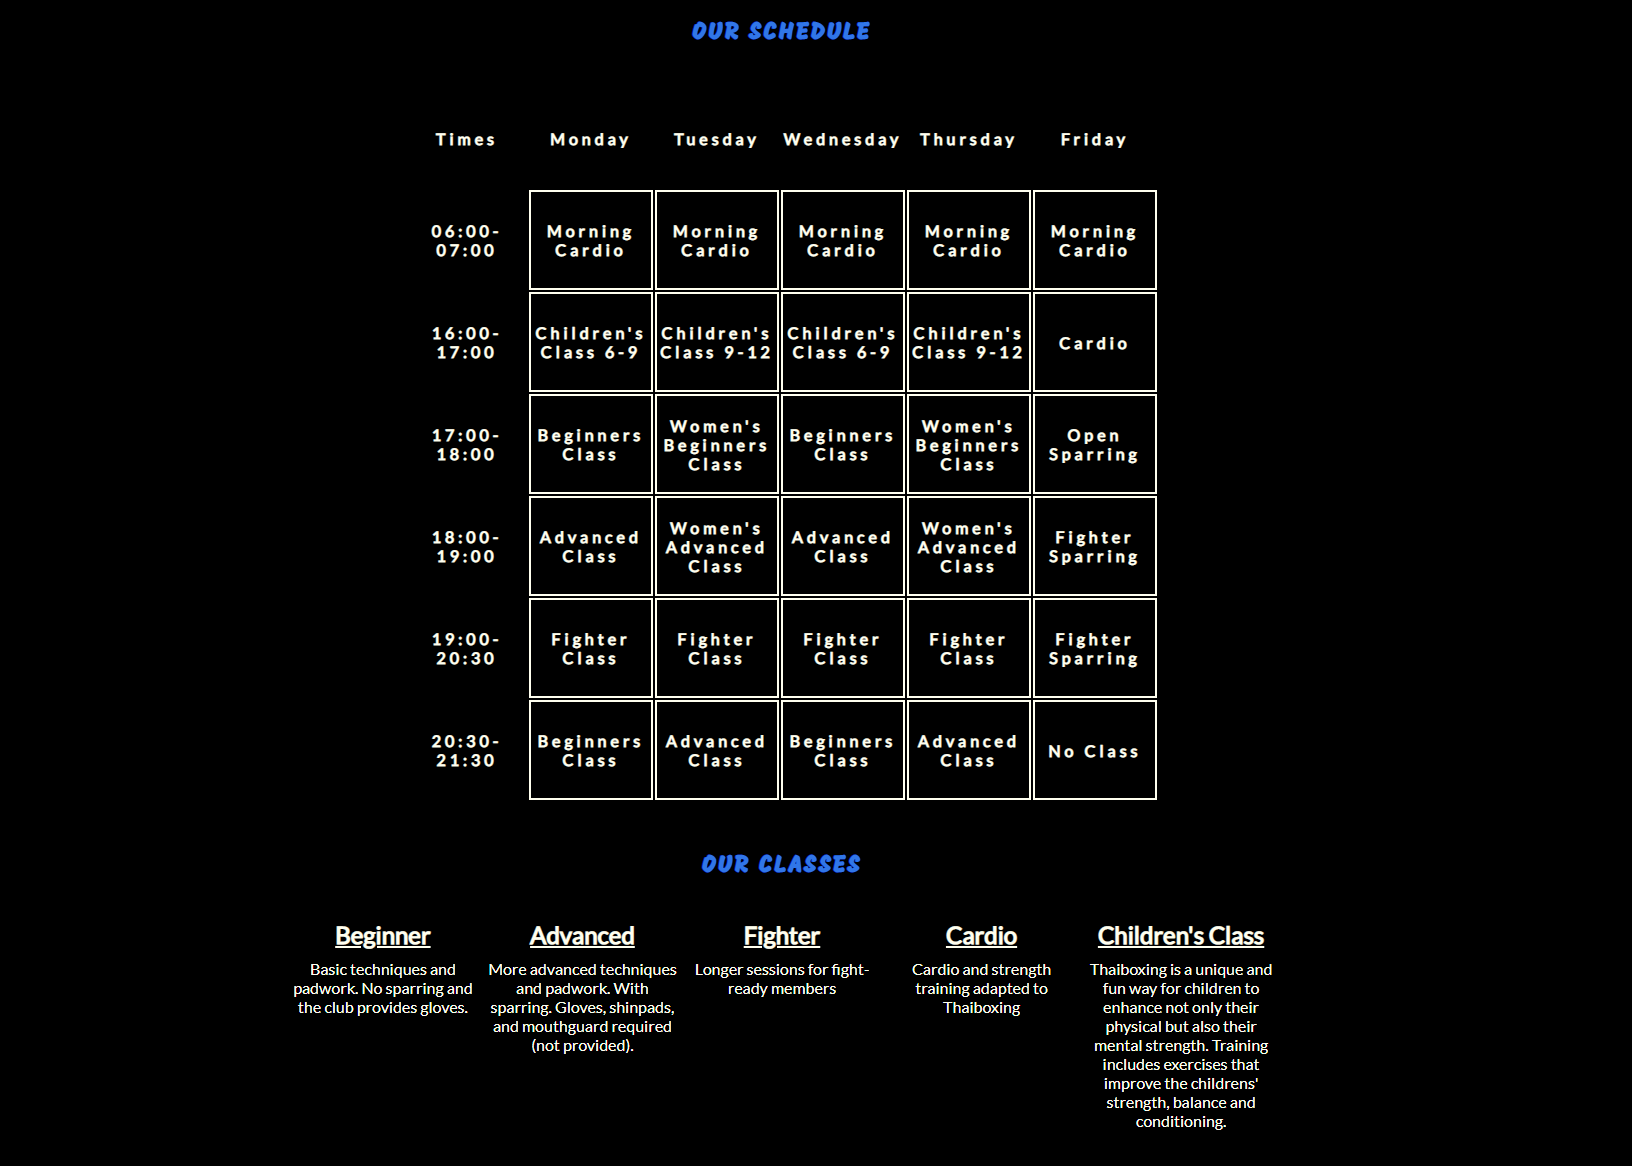 OUR SCHEDULE
Times Monday Tuesday Wednesday Thursday Friday
06:00-
07:00
Morning
Cardio
Morning
Cardio
Morning
Cardio
Morning
Cardio
Morning
Cardio
16:00-
17:00
Children's
Class 6-9
Children's
Class 9-12
Children's
Class 6-9
Children's
Class 9-12
Cardio
17:00-
18:00
Beginners
Class
Women's
Beginners
Class
Beginners
Class
Women's
Beginners
Class
Open
Sparring
18:00-
19:00
Advanced
Class
Women's
Advanced
Class
Advanced
Class
Women's
Advanced
Class
Fighter
Sparring
19:00-
20:30
Fighter
Class
Fighter
Class
Fighter
Class
Fighter
Class
Fighter
Sparring
20:30-
21:30
Beginners
Class
Advanced
Class
Beginners
Class
Advanced
Class
No Class
OUR CLASSES
Beginner
Basic techniques and
padwork. No sparring and
the club provides gloves.
Advanced
More advanced techniques
and padwork. With
sparring. Gloves, shinpads,
and mouthguard required
(not provided).
Fighter
Longer sessions for fight-
ready members
Cardio
Cardio and strength
training adapted to
Thaiboxing
Children's Class
Thaiboxing is a unique and
fun way for children to
enhance not only their
physical but also their
mental strength. Training
includes exercises that
improve the childrens'
strength, balance and
conditioning.